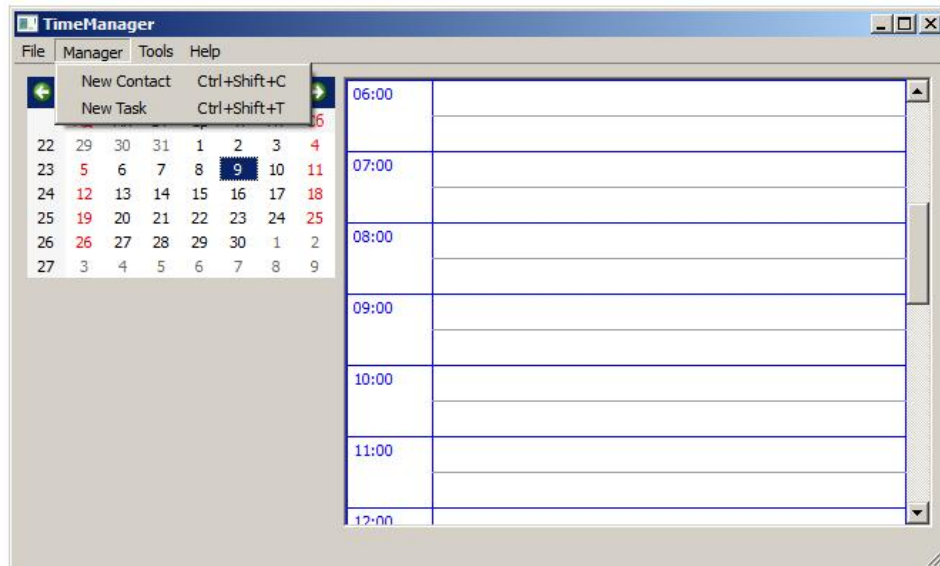 TimeManager
File Manager Tools Help
New Contact Ctrl+Shift+C
New Task Ctrl+Shift+T
22 29 30 31 1 2 3 4
23 5 6 7 8 9 10 11
24 12 13 14 15 16 17 18
25 19 20 21 22 23 24 25
26 26 27 28 29 30 1 2
27 3 4 5 6 7 8 9
06:00
07:00
08:00
09:00
10:00
11:00
12:00